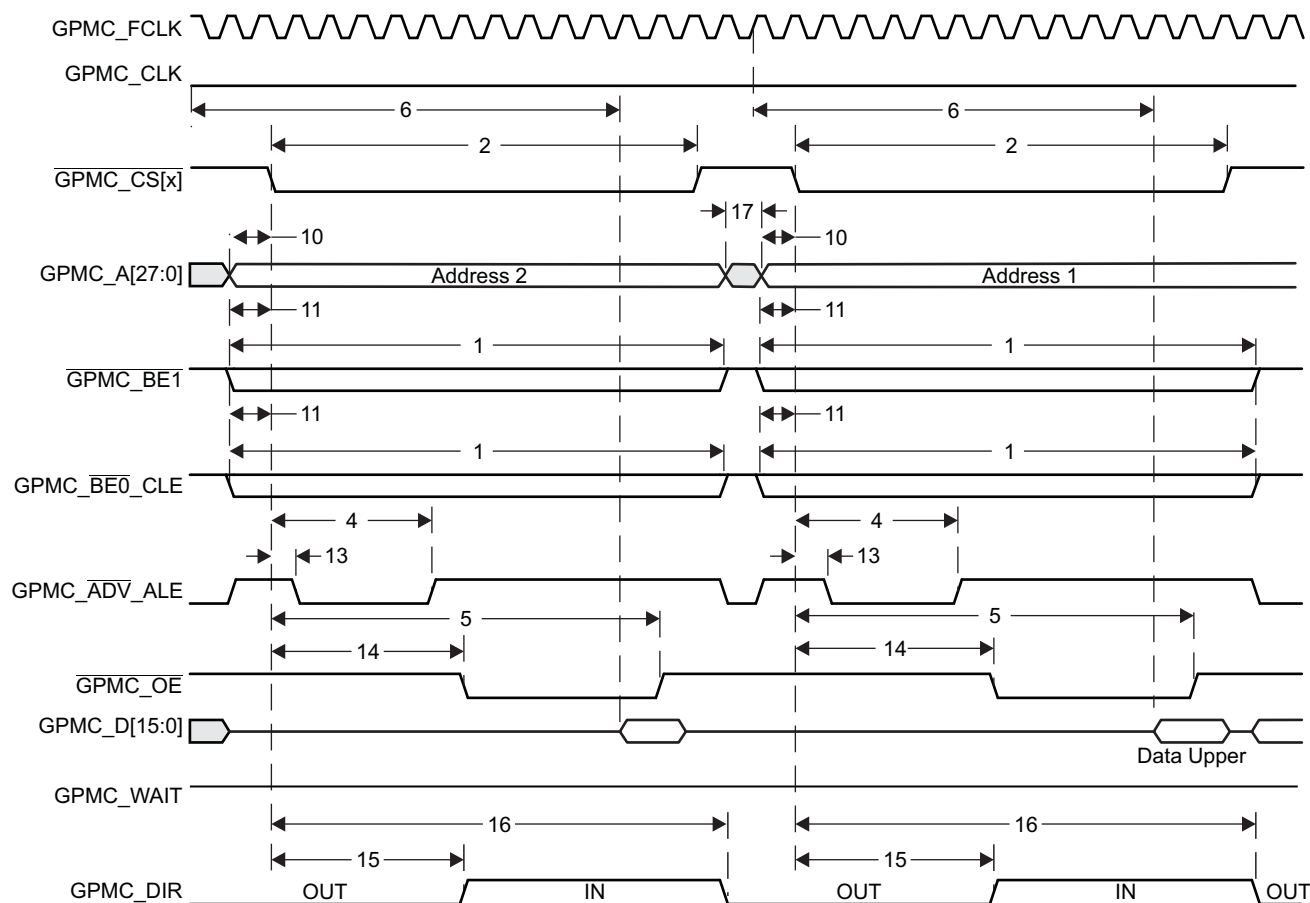 GPMC_FCLK
GPMC_CLK
6
6
2
2
GPMC_CS[x]
17
10
10
GPMC_A[27:0]
Address 2
Address 1
11
11
1
1
GPMC_BE1
11
11
1
1
GPMC_BE0_CLE
4
4
13
13
GPMC_ADV_ALE
5
5
14
14
GPMC_OE
GPMC_D[15:0]
Data Upper
GPMC_WAIT
16
16
15
15
GPMC_DIR
OUT
IN
OUT
IN
OUT